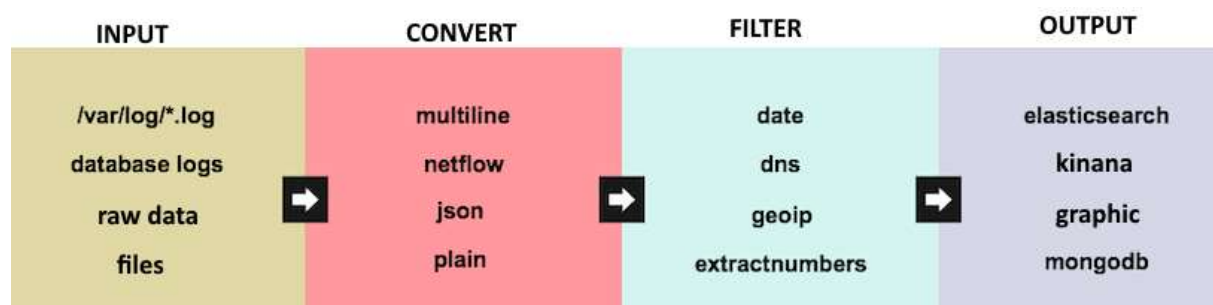 INPUT
CONVERT
FILTER
OUTPUT
/var/log/*.log
multiline
date
elasticsearch
database logs
netflow
dns
kinana
raw data
json
geoip
graphic
files
plain
extractnumbers
mongodb